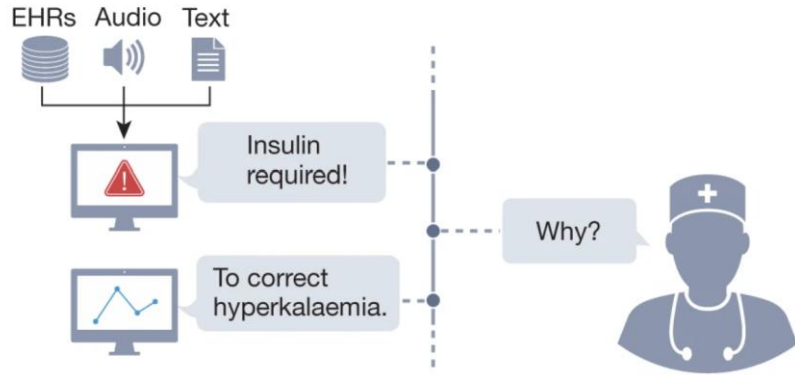 EHRs Audio Text
Insulin
required!
Why?
To correct
hyperkalaemia.